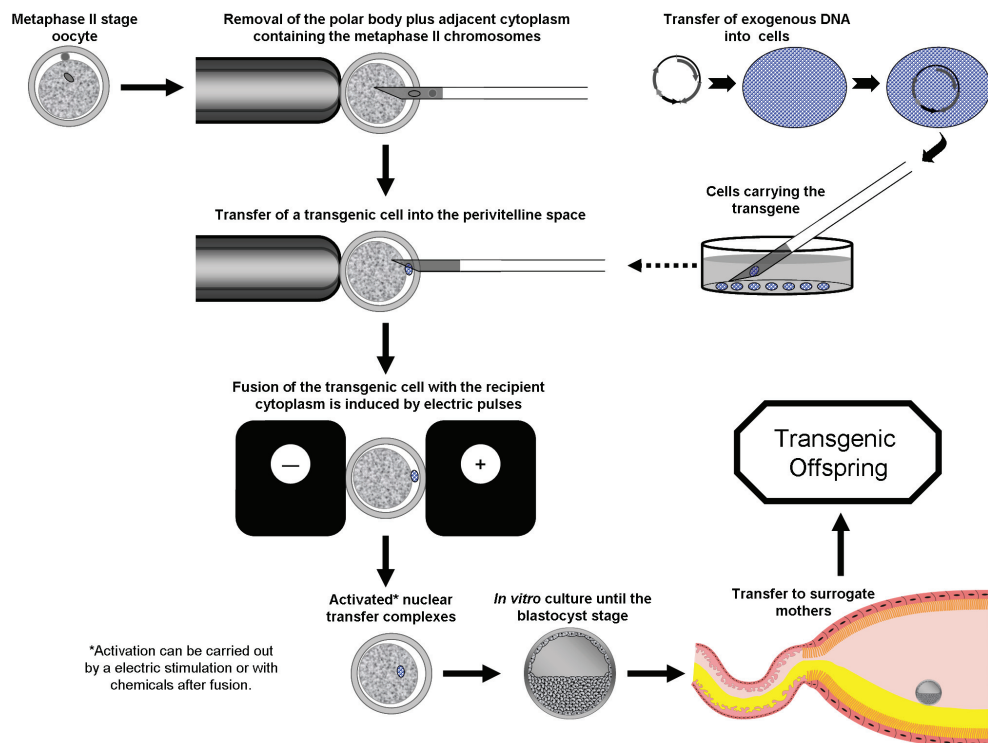 Metaphase II stage
oocyte
Removal of the polar body plus adjacent cytoplasm
containing the metaphase II chromosomes
Transfer of exogenous DNA
into cells
Cells carrying the
transgene
Transfer of a transgenic cell into the perivitelline space
Fusion of the transgenic cell with the recipient
cytoplasm is induced by electric pulses
—
+
Transgenic
Offspring
Activated* nuclear
transfer complexes
In vitro culture until the
blastocyst stage
Transfer to surrogate
mothers
*Activation can be carried out
by a electric stimulation or with
chemicals after fusion.